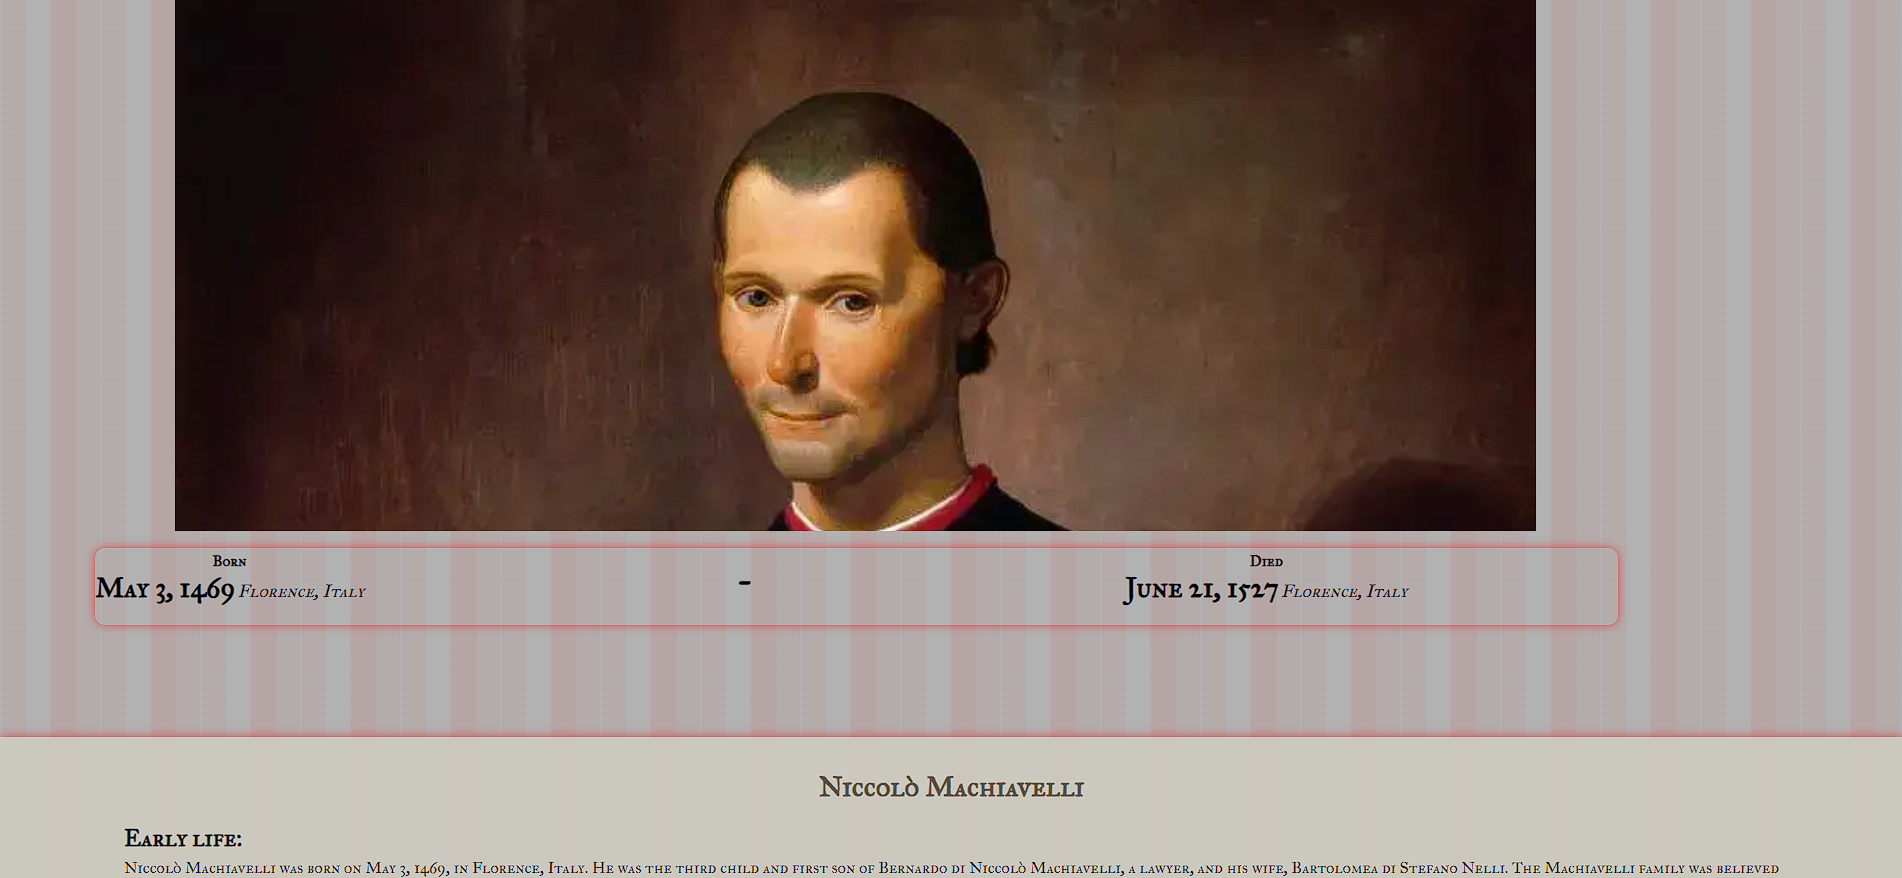 Born
May 3, 1469 Florence, Italy
-
Died
June 21, 1527 Florence, Italy
Niccolò Machiavelli
Early life:
Niccolò Machiavelli was born on May 3, 1469, in Florence, Italy. He was the third child and first son of Bernardo di Niccolò Machiavelli, a lawyer, and his wife, Bartolomea di Stefano Nelli. The Machiavelli family was believed